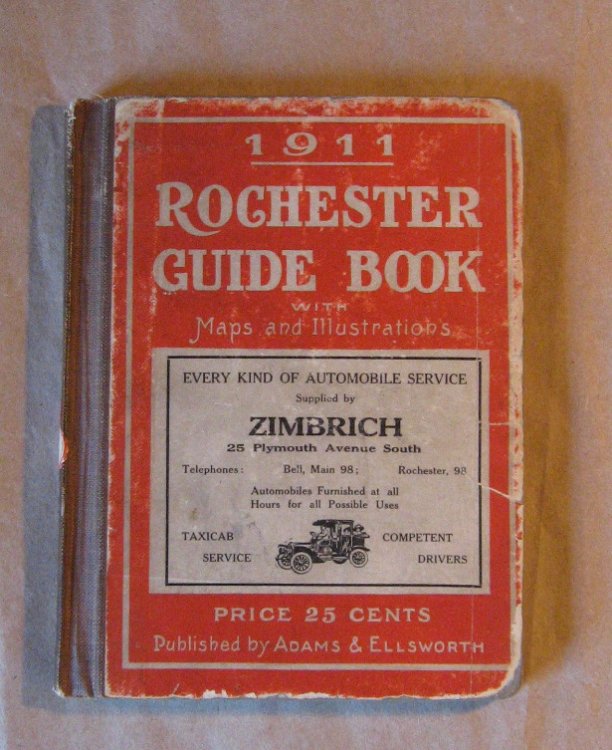 1911
ROCHESTER
GUIDE BOOK
WITH
Maps and Illustrations
EVERY KIND OF AUTOMOBILE SERVICE
Supplied by
ZIMBRICH
25 Plymouth Avenue South
Telephones: Bell, Main 98; Rochester, 98
Automobiles Furnished at all
Hours for all Possible Uses
TAXICAB COMPETENT
SERVICE DRIVERS
PRICE 25 CENTS
Published by ADAMS & ELLSWORTH